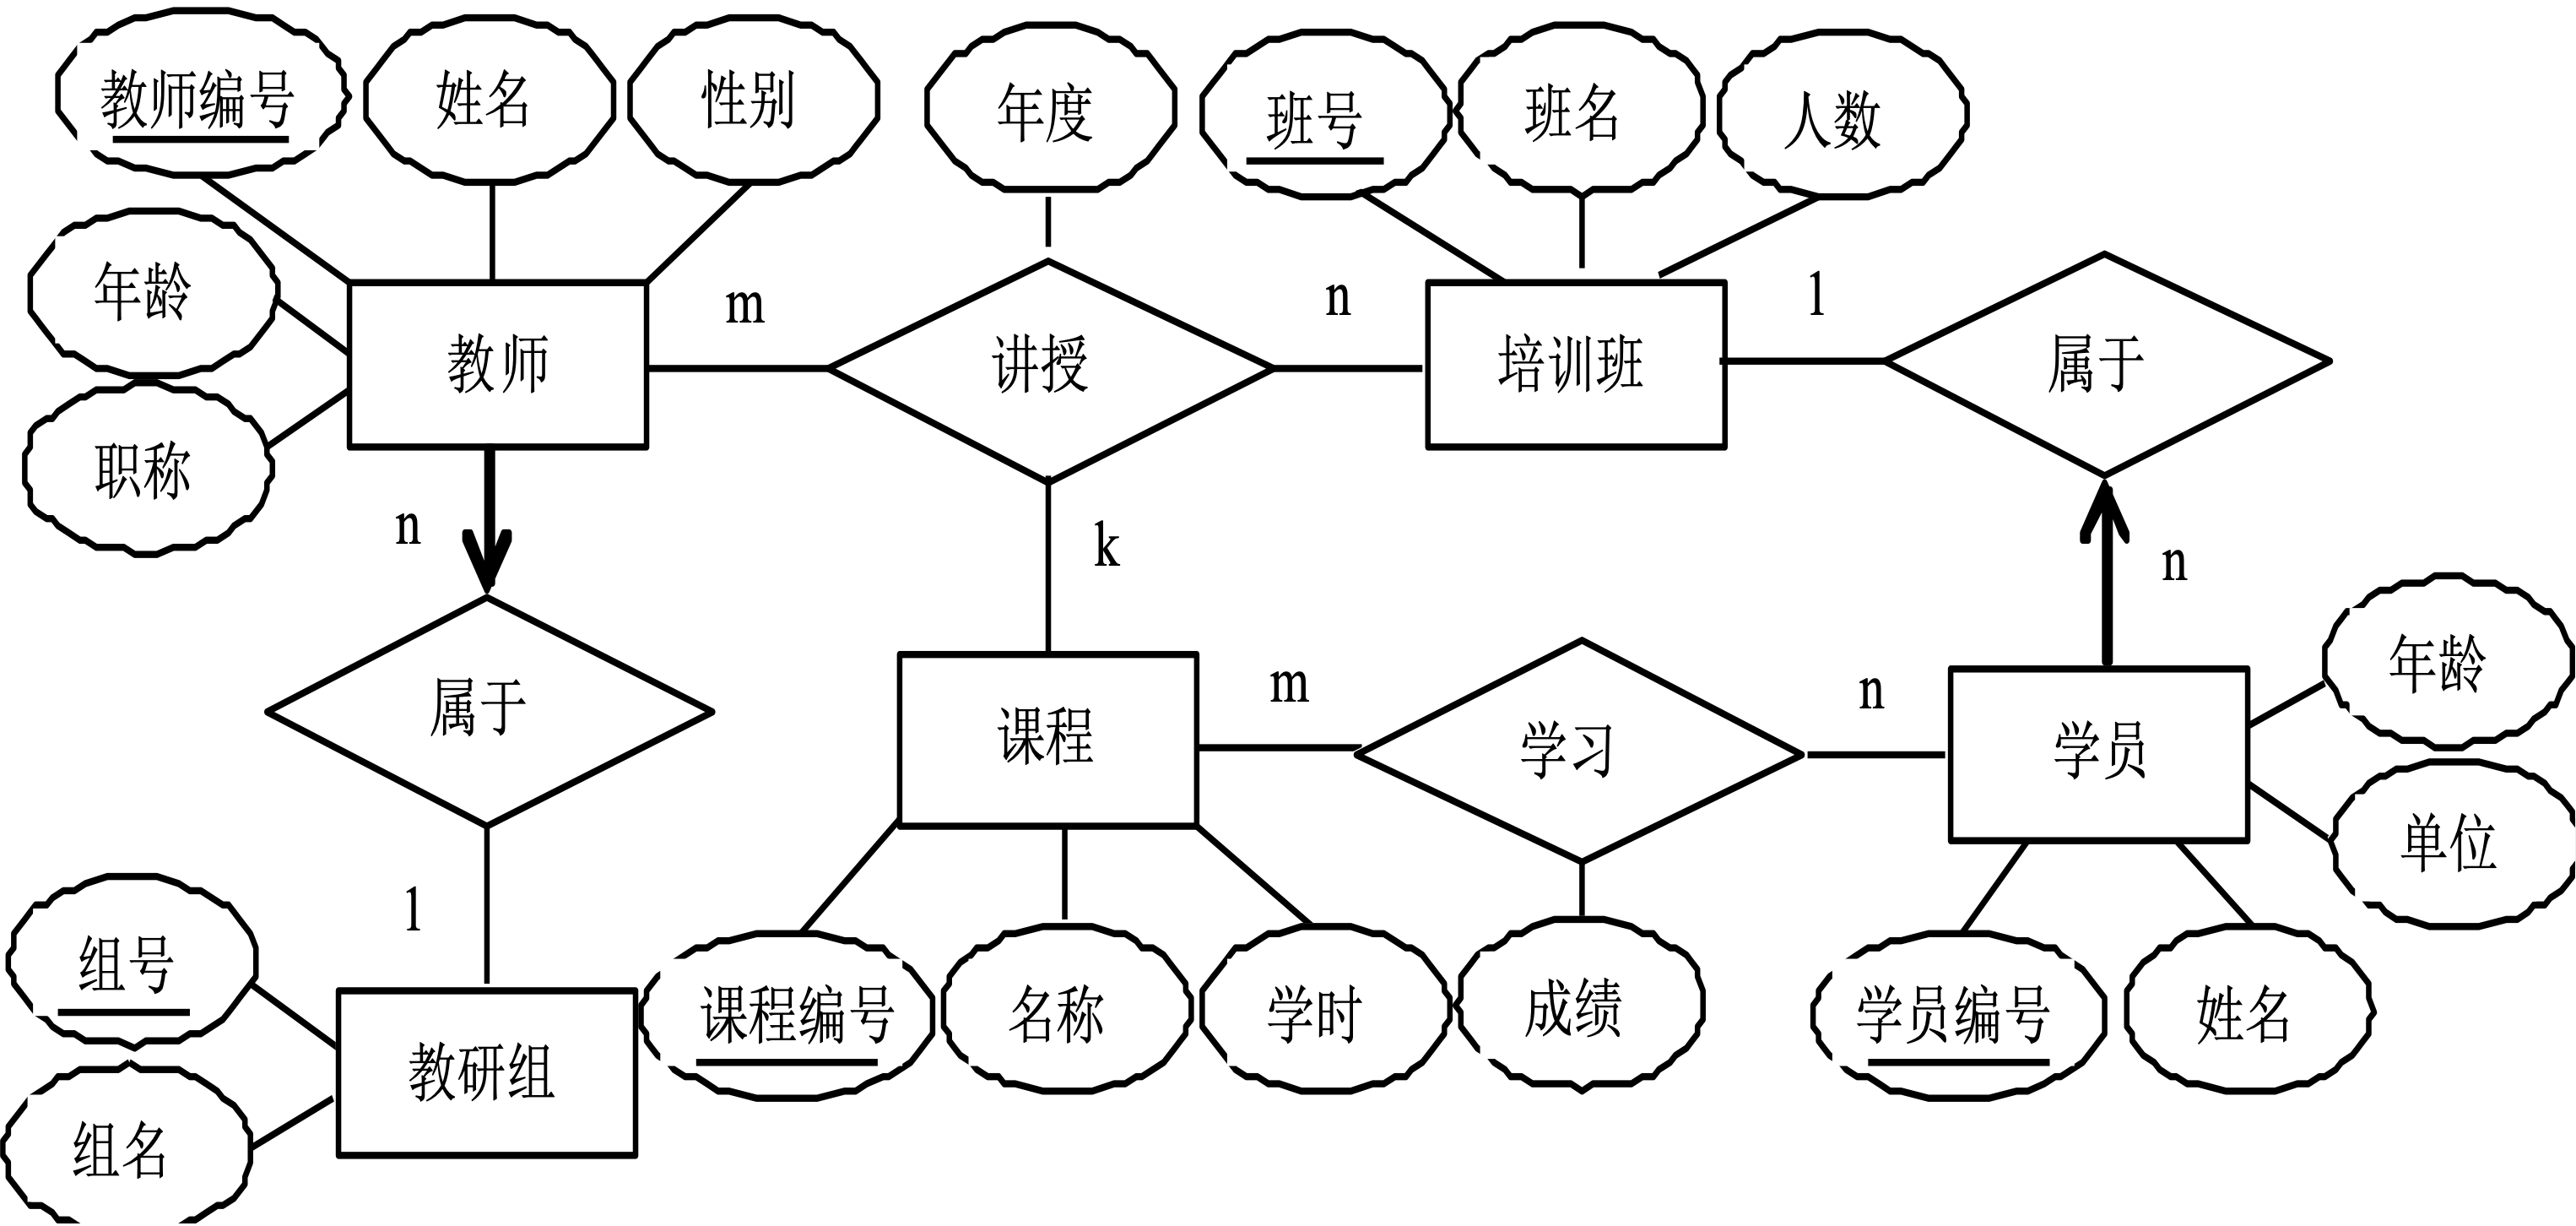 教师编号
姓名
性别
年度
班号
班名
人数
年龄
职称
教师
m
讲授
n
培训班
1
属于
n
k
n
属于
课程
m
学习
n
学员
年龄
单位
1
组号
组名
教研组
课程编号
名称
学时
成绩
学员编号
姓名